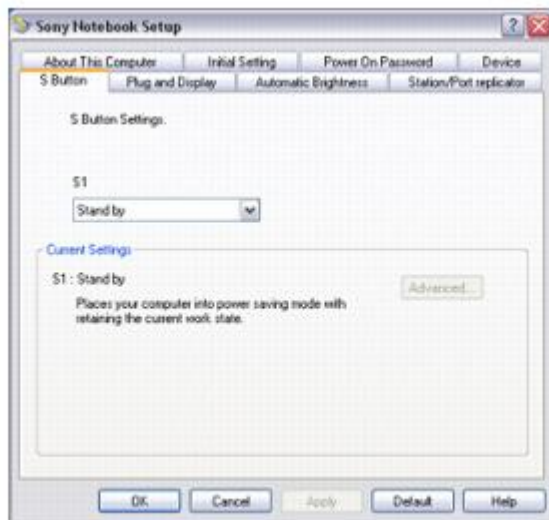 Sony Notebook Setup
About This Computer Initial Setting Power On Password Device
S Button Plug and Display Automatic Brightness Station/Port replicator
S Button Settings.
S1
Stand by
Current Settings
S1 : Stand by
Advanced...
Places your computer into power saving mode with
retaining the current work state.
OK Cancel Apply Default Help